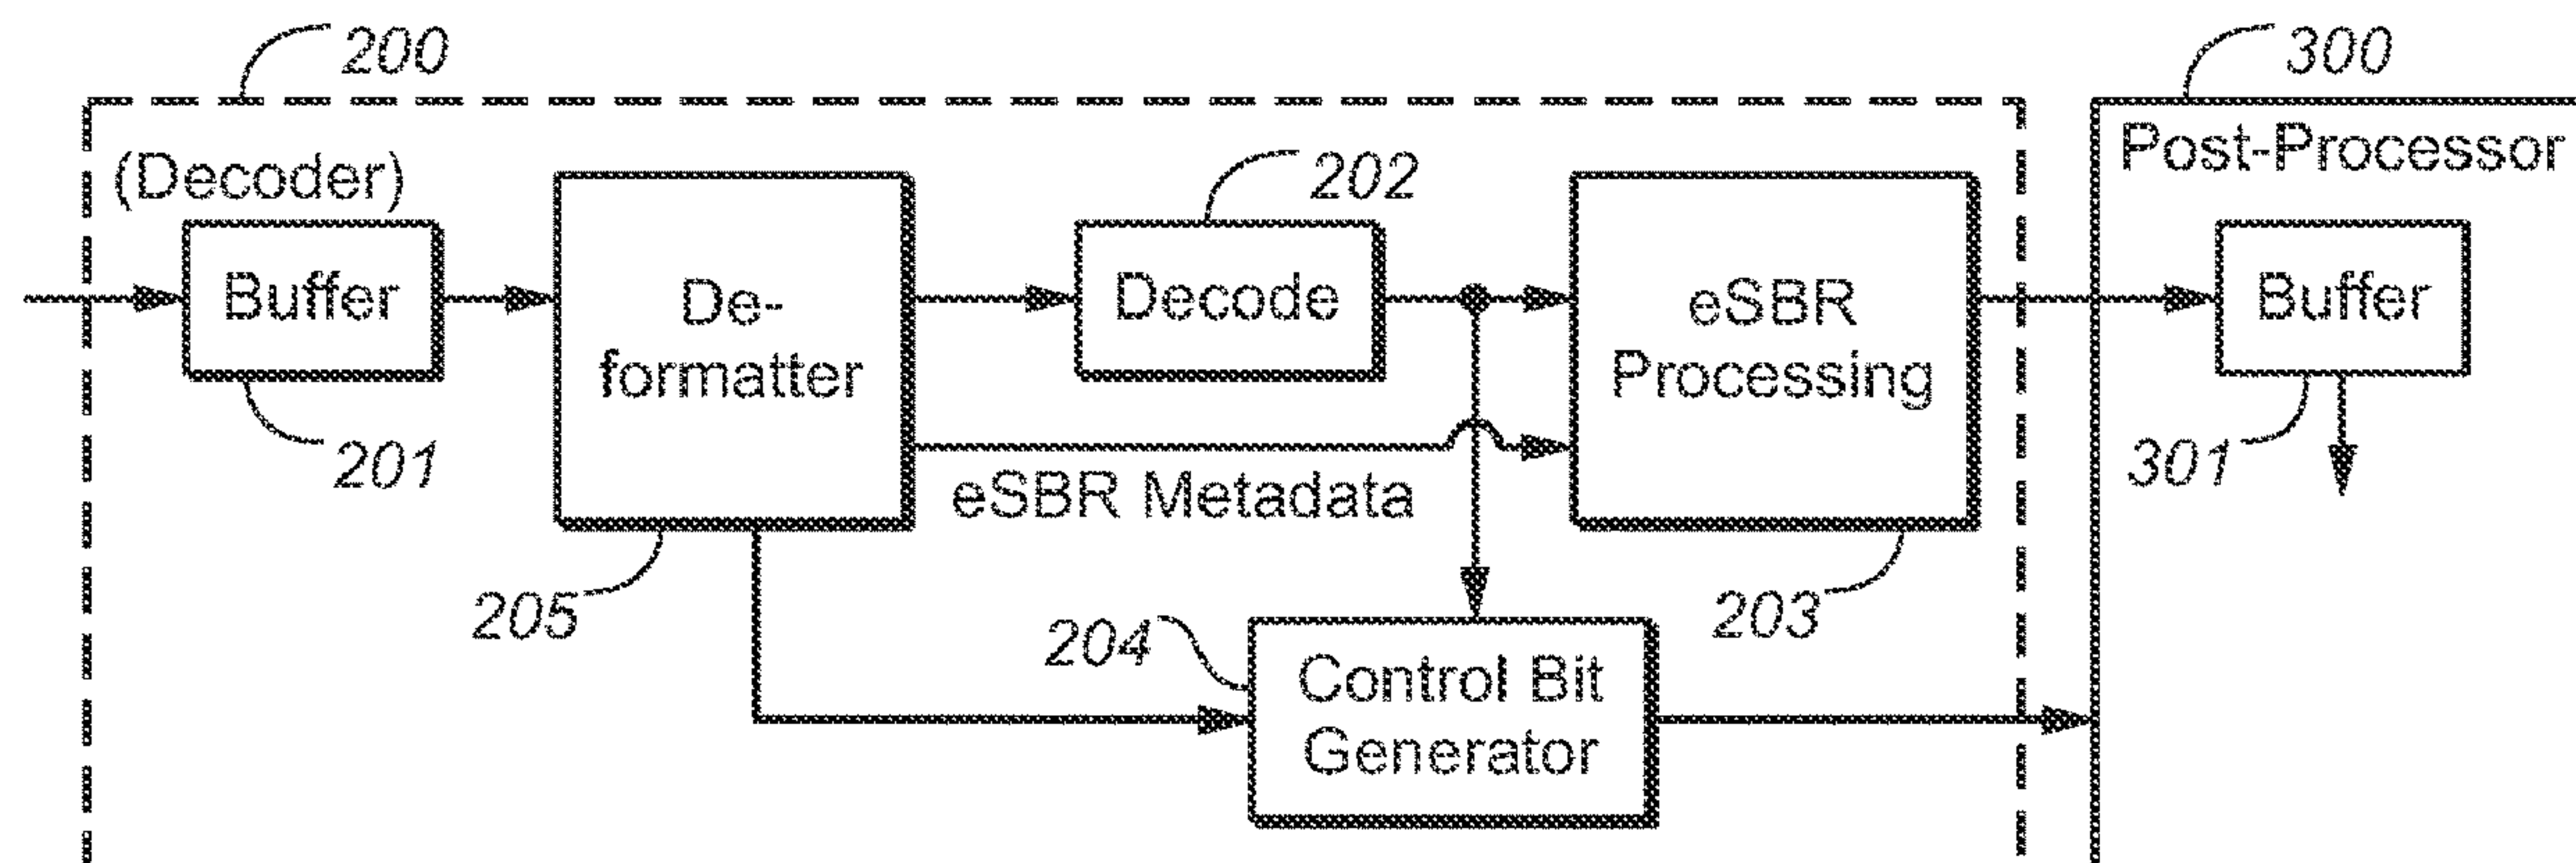 200
300
(Decoder)
Post-Processor
202
Buffer
De-
formatter
Decode
eSBR
Processing
Buffer
201
eSBR Metadata
301
205
204
203
Control Bit
Generator